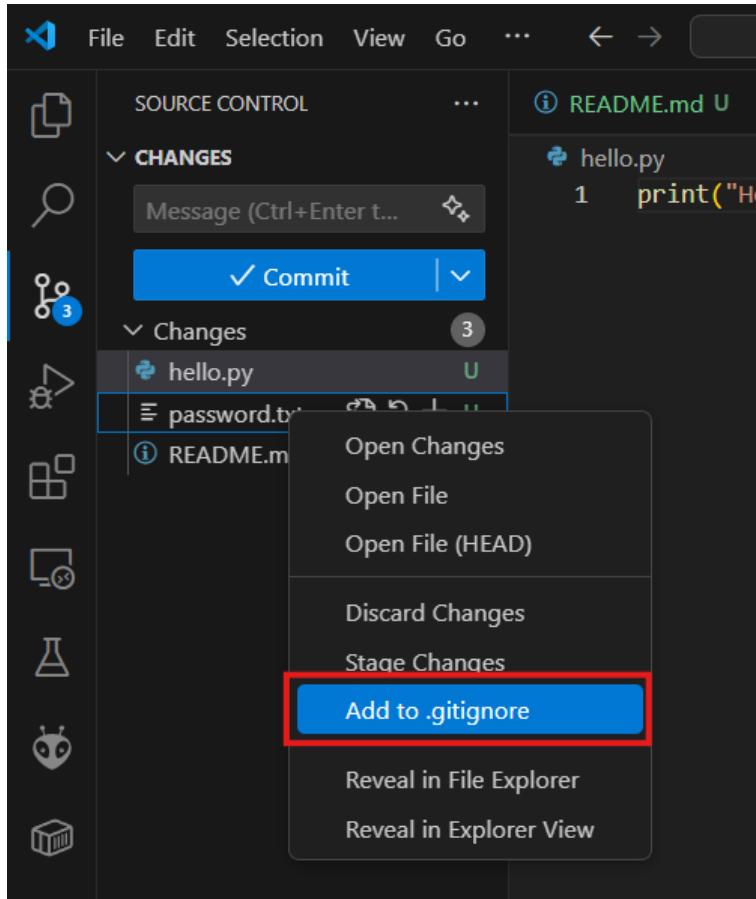 File Edit Selection View Go ...
SOURCE CONTROL ...
CHANGES
Message (Ctrl+Enter t...
Commit
Changes 3
hello.py U
password.txt U
README.m
3
README.md U
hello.py
1 print("H
Open Changes
Open File
Open File (HEAD)
Discard Changes
Stage Changes
Add to .gitignore
Reveal in File Explorer
Reveal in Explorer View